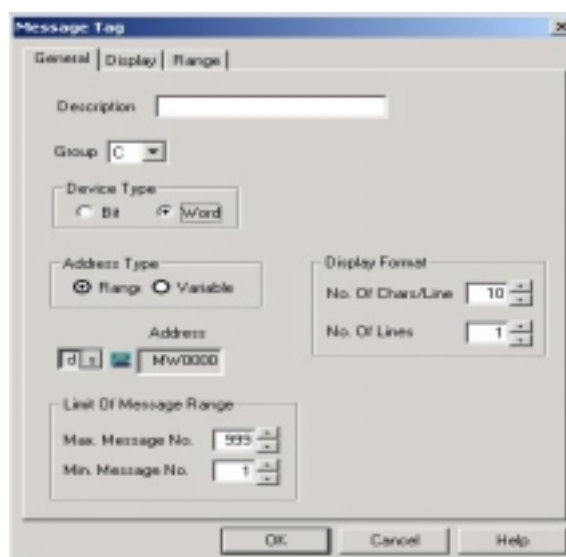 Message Tag
General Display Range
Description
Group C
Device Type
Bit Word
Address Type
Rang Variable
Display Format
No. Of Chars/Line 10
No. Of Lines 1
Address
d s MW0000
Limit Of Message Range
Max. Message No. 999
Min. Message No. 1
OK Cancel Help